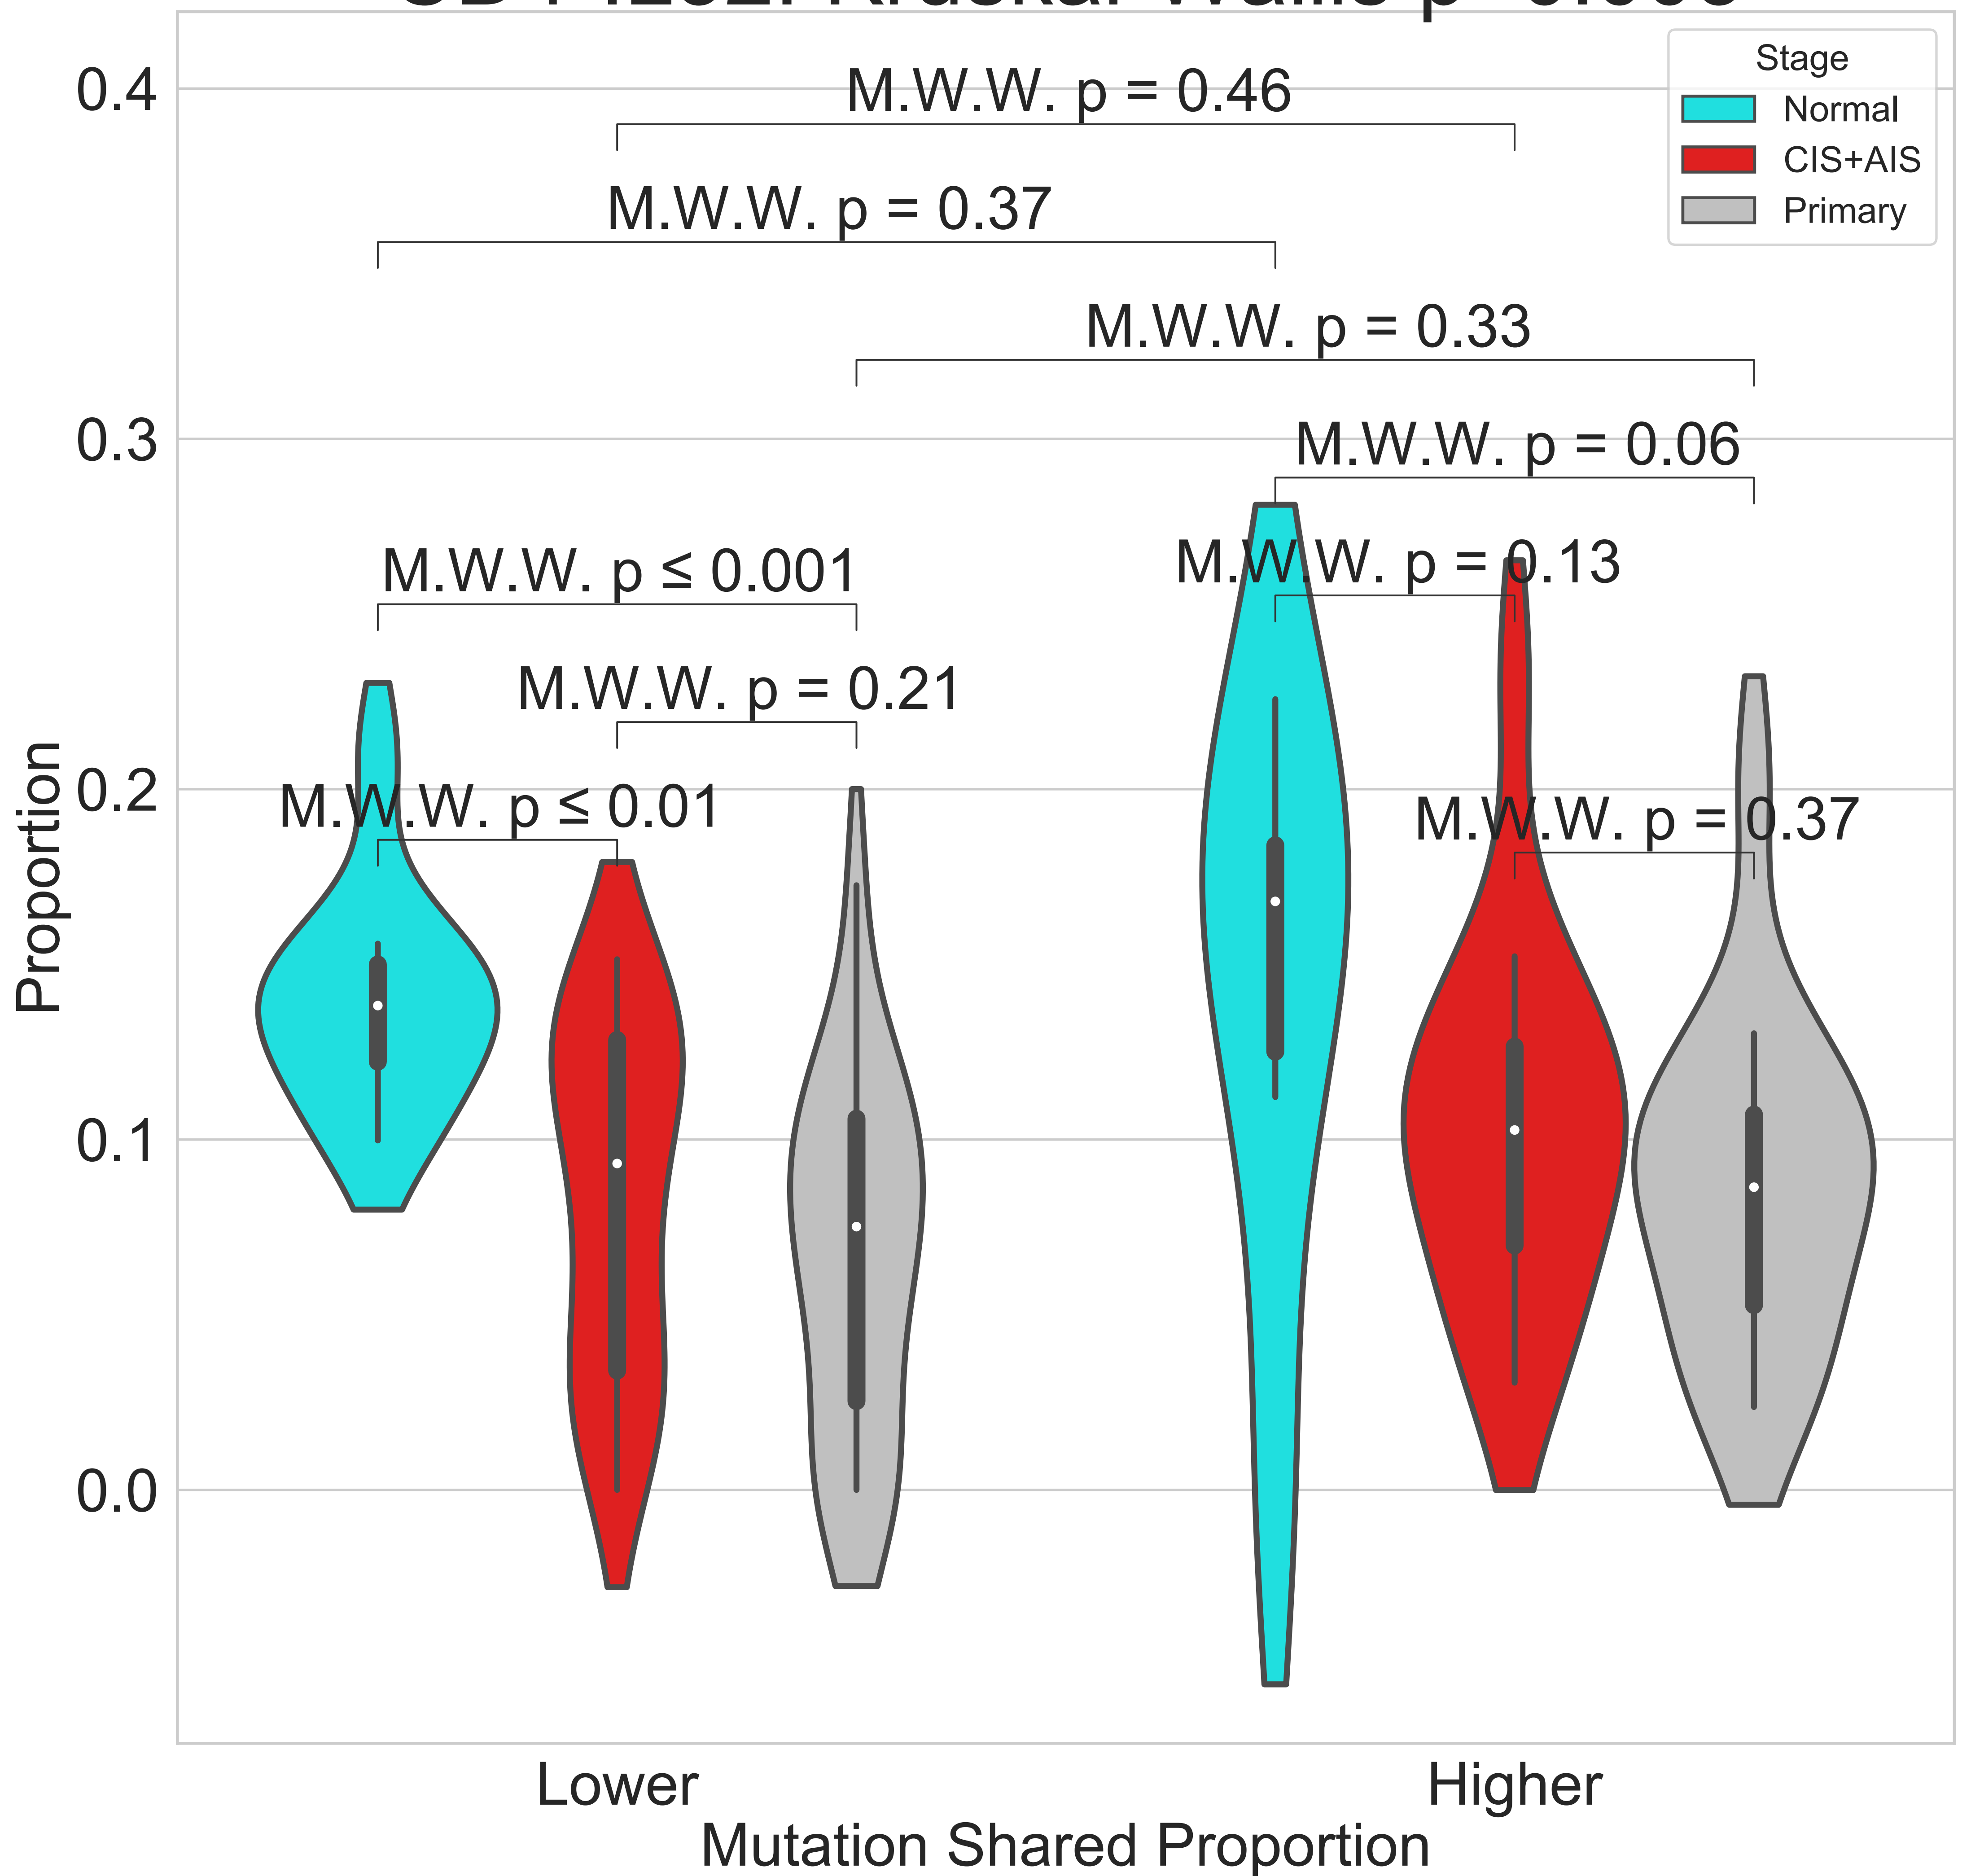 Stage
Normal
CIS+AIS
Primary
M.W.W. p = 0.46
M.W.W. p = 0.37
M.W.W. p = 0.33
M.W.W. p = 0.06
M.W.W. p = 0.13
M.W.W. p ≤ 0.001
M.W.W. p = 0.21
M.W.W. p ≤ 0.01
M.W.W. p = 0.37
0.4
0.3
0.2
0.1
0.0
Proportion
Lower
Higher
Mutation Shared Proportion